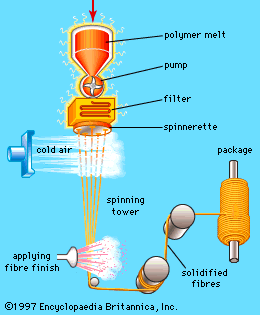 polymer melt
pump
filter
spinnerette
cold air
package
spinning
tower
applying
fibre finish
solidified
fibres
©1997 Encyclopaedia Britannica, Inc.